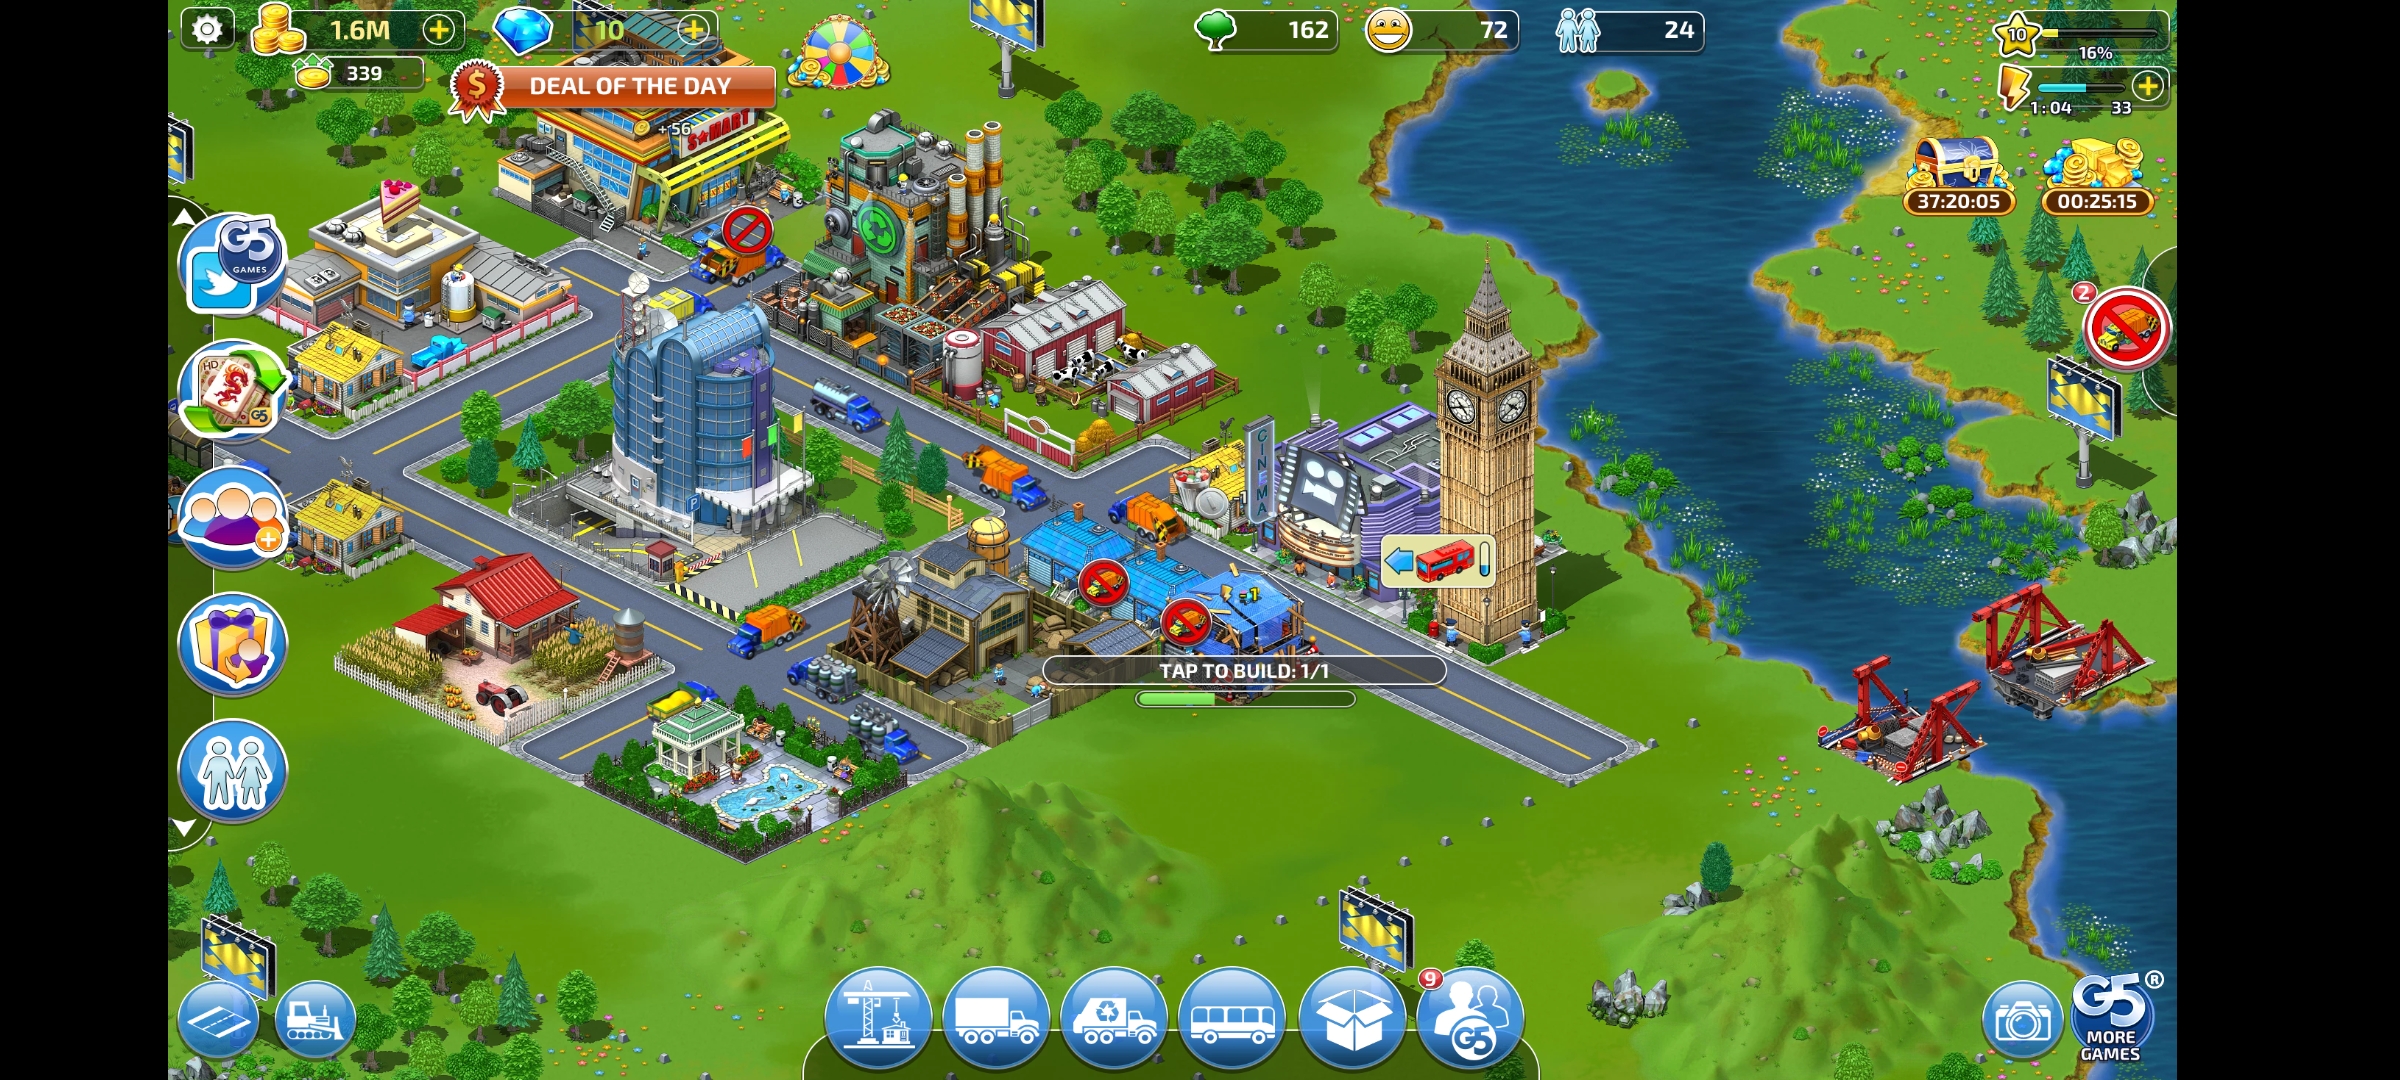 1.6M
10
162
72
24
10
16%
339
DEAL OF THE DAY
1:04
33
+56
S★MART
37:20:05
00:25:15
G5
GAMES
2
HD
G5
CINEMA
P
1
TAP TO BUILD: 1/1
9
A
G5
G5®
MORE
GAMES